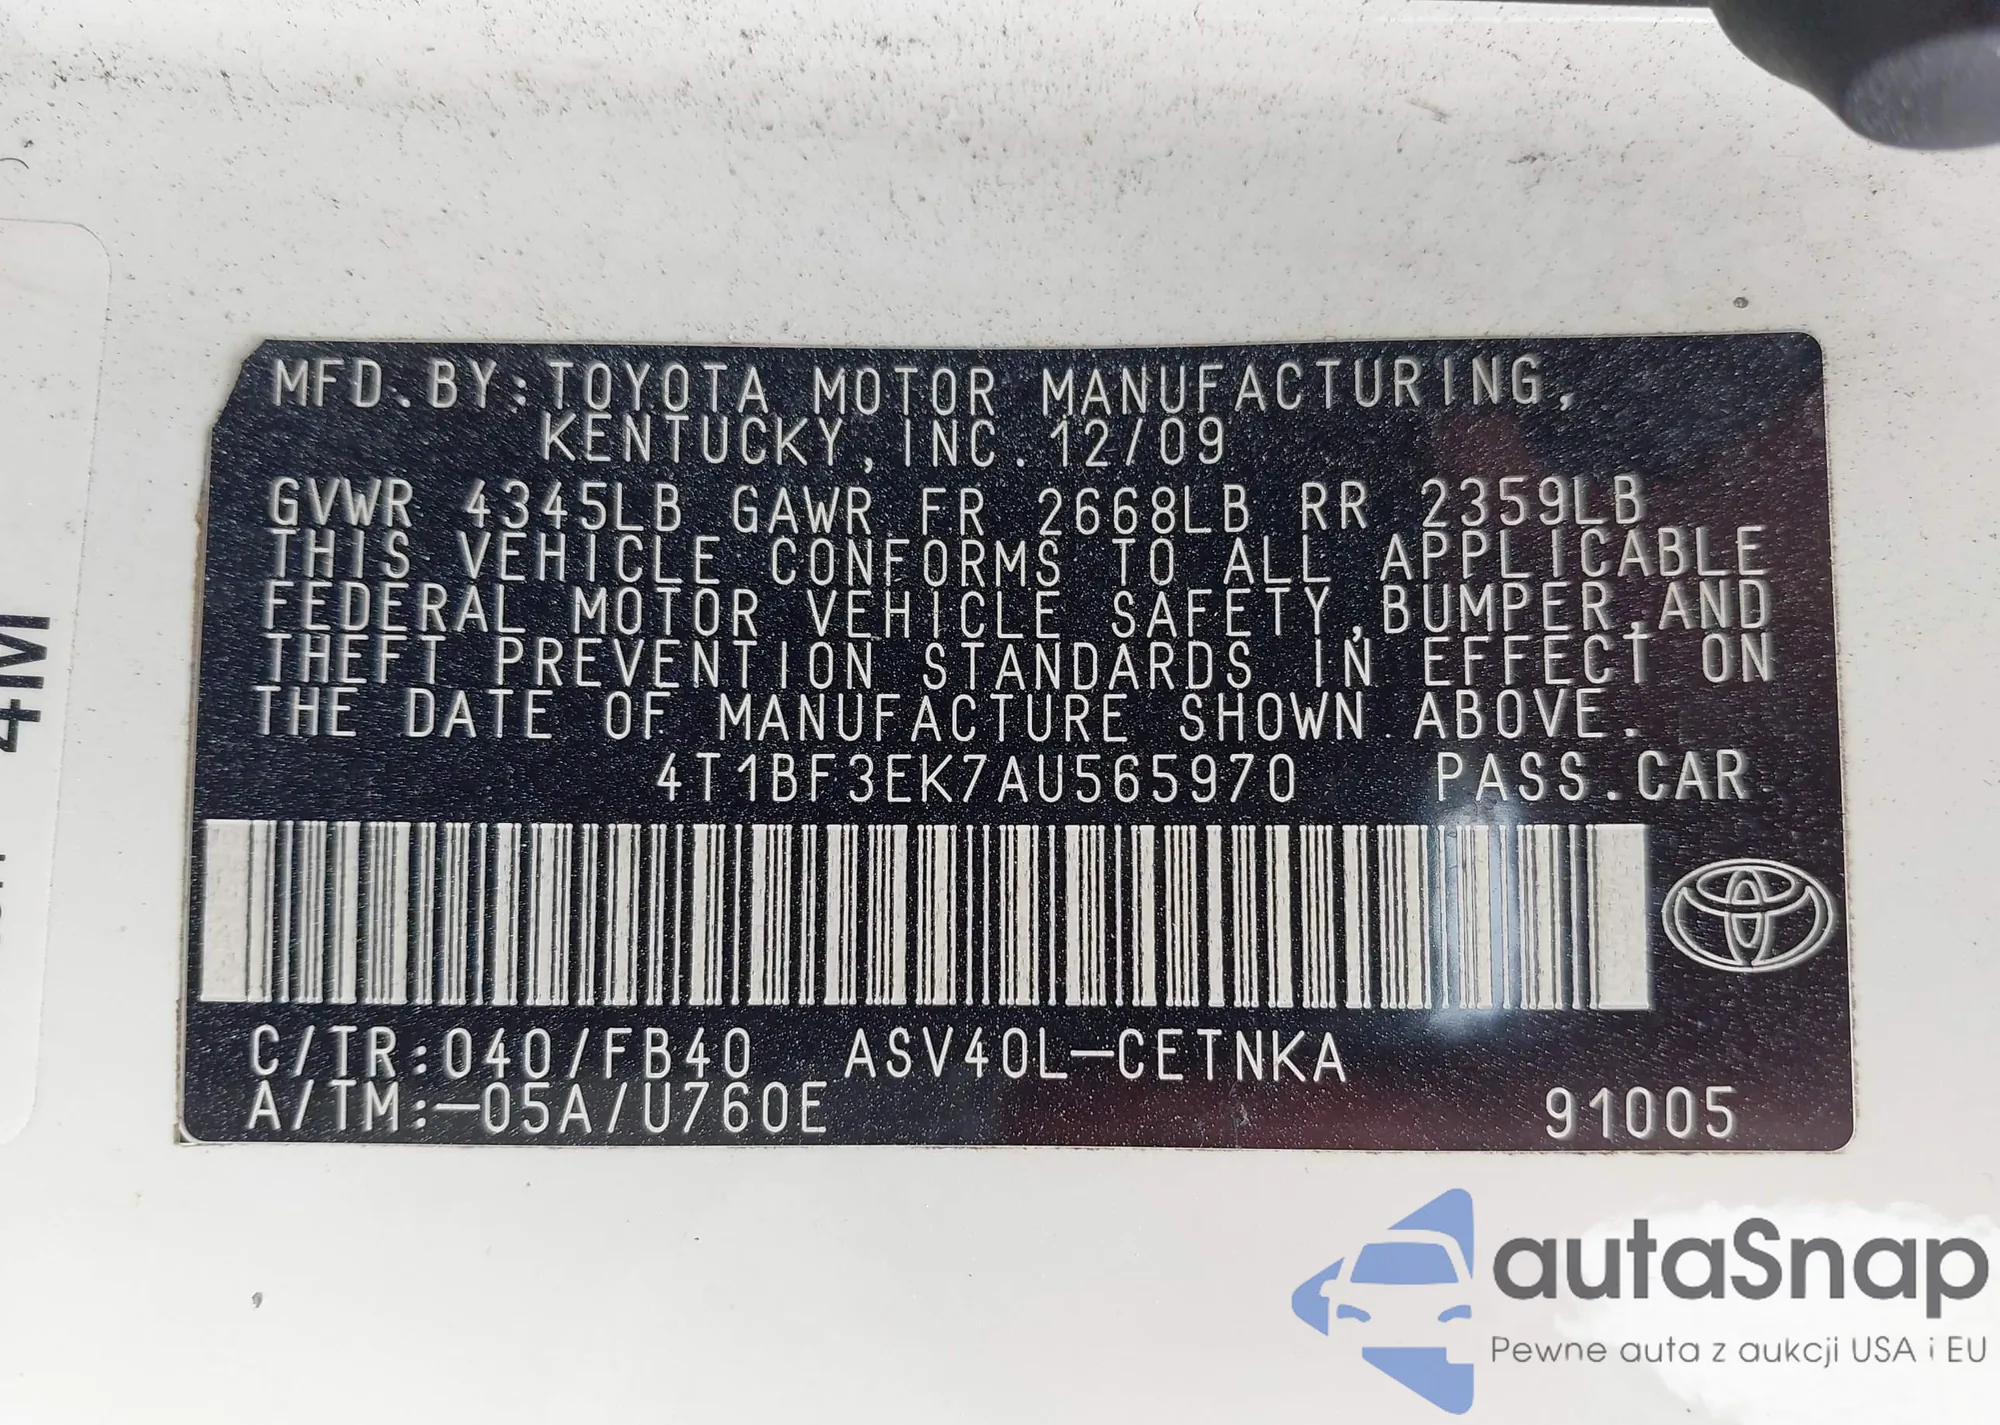 MFD.BY:TOYOTA MOTOR MANUFACTURING,
KENTUCKY, INC. 12/09
GVWR 4345LB GAWR FR 2668LB RR 2359LB
THIS VEHICLE CONFORMS TO ALL APPLICABLE
FEDERAL MOTOR VEHICLE SAFETY,BUMPER,AND
THEFT PREVENTION STANDARDS IN EFFECT ON
THE DATE OF MANUFACTURE SHOWN ABOVE.
4T1BF3EK7AU565970 PASS.CAR
C/TR:040/FB40 ASV40L-CETNKA
A/TM:-05A/U760E 91005
4M
autaSnap
Pewne auta z aukcji USA i EU